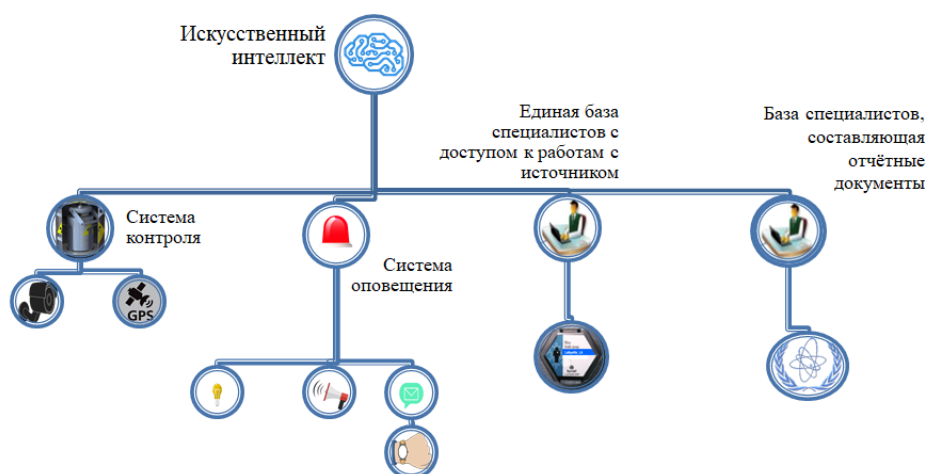 Искусственный
интеллект
Единая база
специалистов с
доступом к работам с
источником
База специалистов,
составляющая
отчётные
документы
Система
контроля
Система
оповещения
GPS